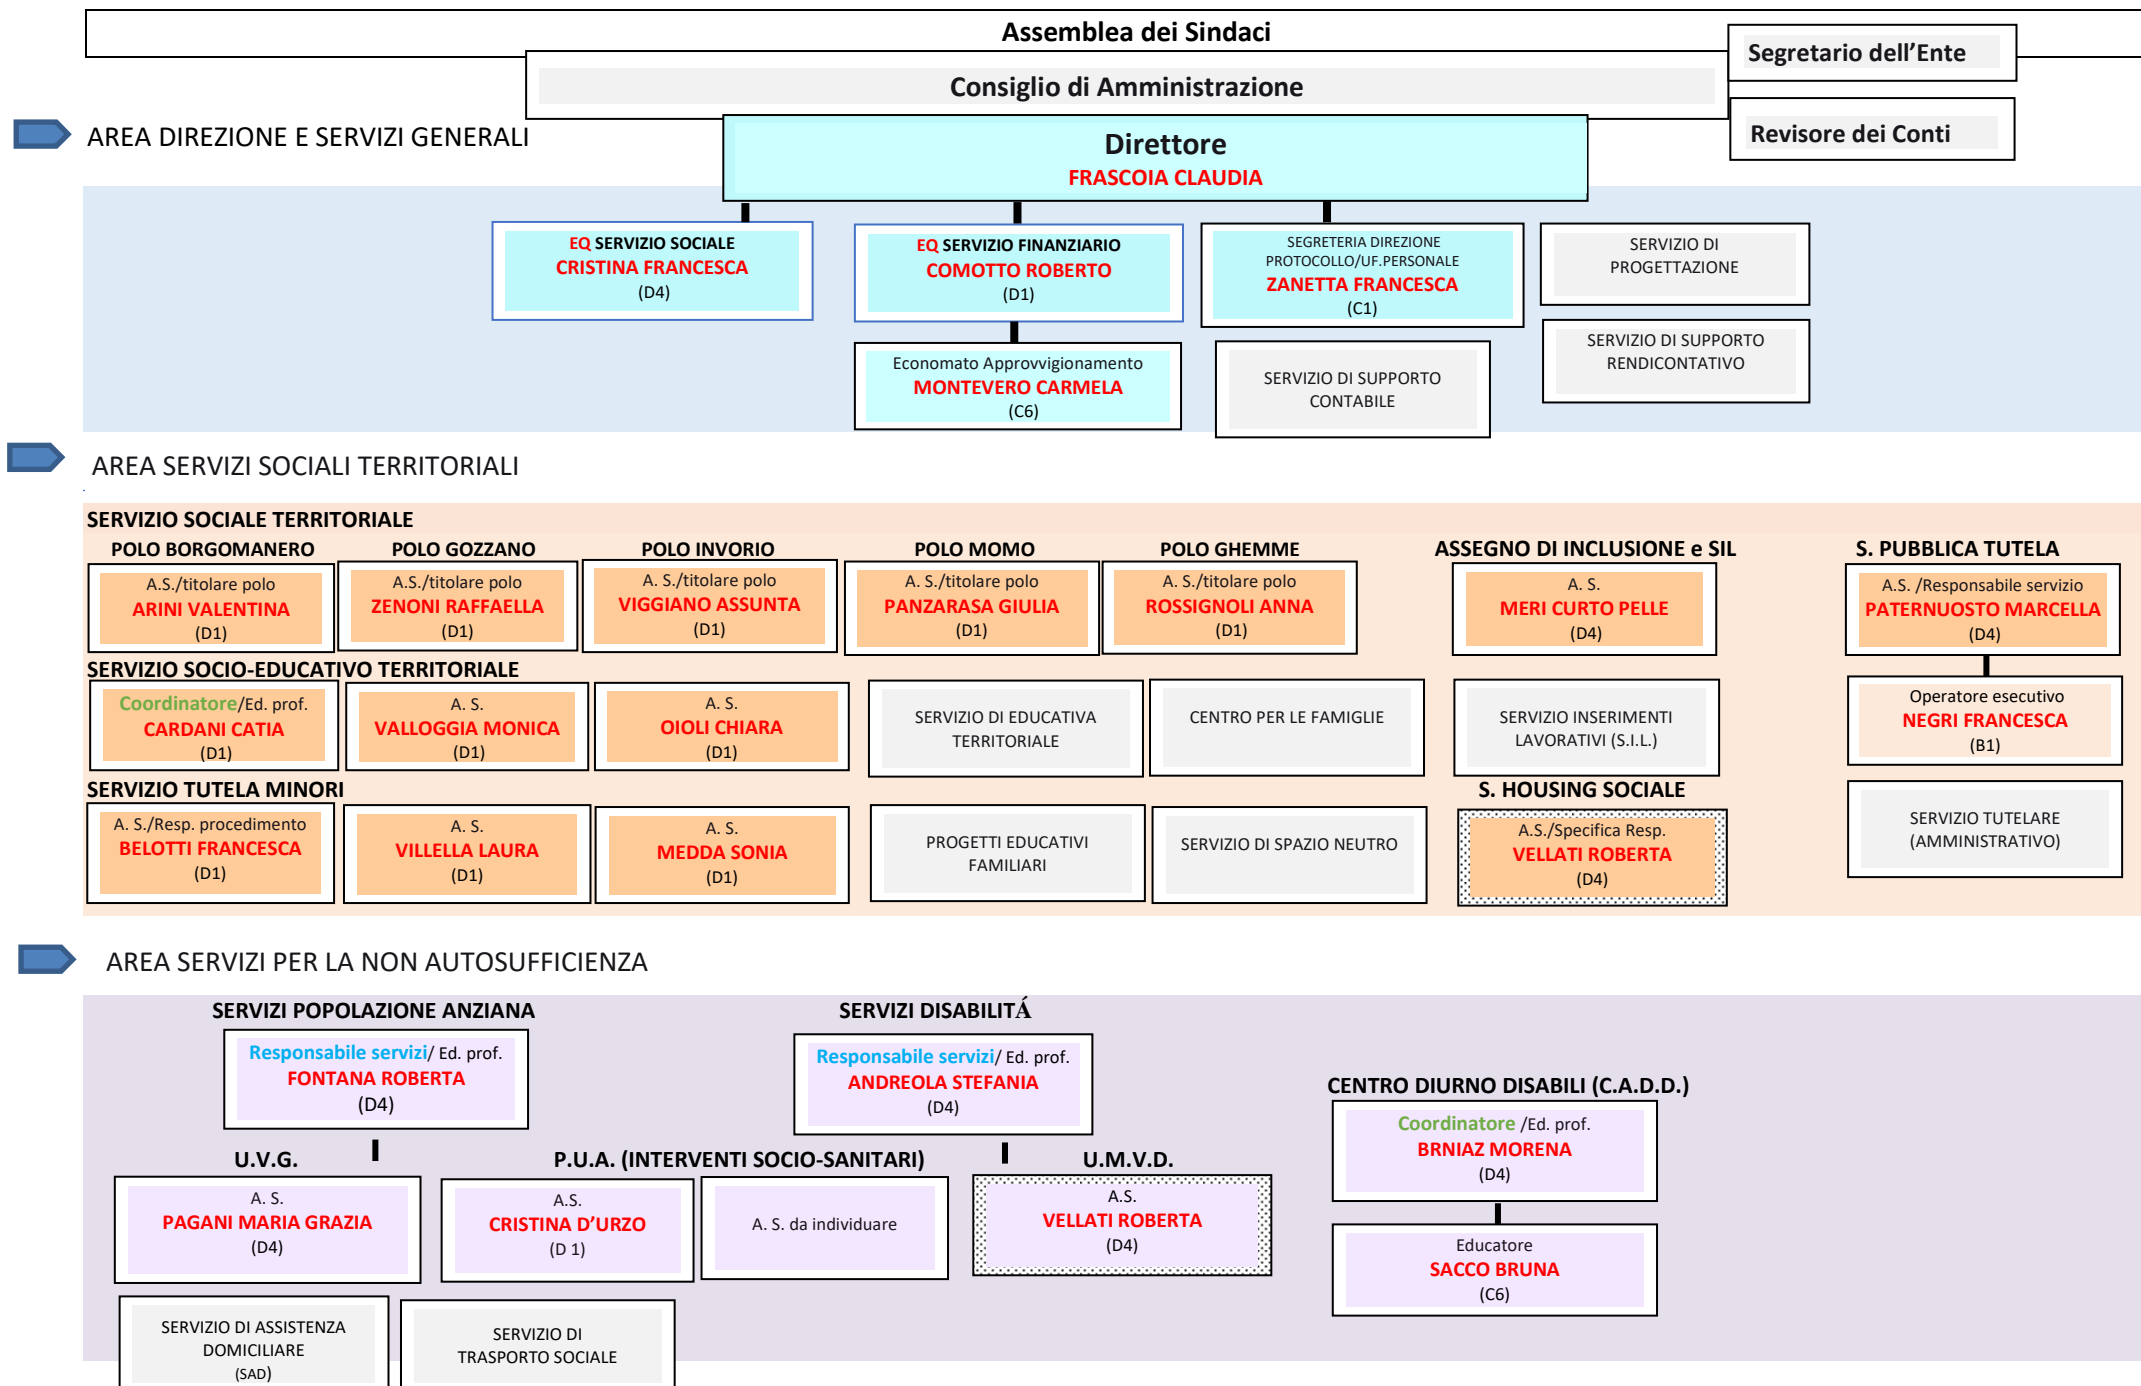 Assemblea dei Sindaci
Segretario dell’Ente
Consiglio di Amministrazione
Revisore dei Conti
AREA DIREZIONE E SERVIZI GENERALI
Direttore
FRASCOIA CLAUDIA
EQ SERVIZIO SOCIALE
CRISTINA FRANCESCA
(D4)
EQ SERVIZIO FINANZIARIO
COMOTTO ROBERTO
(D1)
SEGRETERIA DIREZIONE
PROTOCOLLO/UF.PERSONALE
ZANETTA FRANCESCA
(C1)
SERVIZIO DI
PROGETTAZIONE
Economato Approvvigionamento
MONTEVERO CARMELA
(C6)
SERVIZIO DI SUPPORTO
CONTABILE
SERVIZIO DI SUPPORTO
RENDICONTATIVO
AREA SERVIZI SOCIALI TERRITORIALI
SERVIZIO SOCIALE TERRITORIALE
POLO BORGOMANERO
A.S./titolare polo
ARINI VALENTINA
(D1)
POLO GOZZANO
A.S./titolare polo
ZENONI RAFFAELLA
(D1)
POLO INVORIO
A. S./titolare polo
VIGGIANO ASSUNTA
(D1)
POLO MOMO
A. S./titolare polo
PANZARASA GIULIA
(D1)
POLO GHEMME
A. S./titolare polo
ROSSIGNOLI ANNA
(D1)
ASSEGNO DI INCLUSIONE e SIL
A. S.
MERI CURTO PELLE
(D4)
S. PUBBLICA TUTELA
A.S. /Responsabile servizio
PATERNUOSTO MARCELLA
(D4)
SERVIZIO SOCIO-EDUCATIVO TERRITORIALE
Coordinatore/Ed. prof.
CARDANI CATIA
(D1)
A. S.
VALLOGGIA MONICA
(D1)
A. S.
OIOLI CHIARA
(D1)
SERVIZIO DI EDUCATIVA
TERRITORIALE
CENTRO PER LE FAMIGLIE
SERVIZIO INSERIMENTI
LAVORATIVI (S.I.L.)
Operatore esecutivo
NEGRI FRANCESCA
(B1)
SERVIZIO TUTELA MINORI
A. S./Resp. procedimento
BELOTTI FRANCESCA
(D1)
A. S.
VILLELLA LAURA
(D1)
A. S.
MEDDA SONIA
(D1)
PROGETTI EDUCATIVI
FAMILIARI
SERVIZIO DI SPAZIO NEUTRO
S. HOUSING SOCIALE
A.S./Specifica Resp.
VELLATI ROBERTA
(D4)
SERVIZIO TUTELARE
(AMMINISTRATIVO)
AREA SERVIZI PER LA NON AUTOSUFFICIENZA
SERVIZI POPOLAZIONE ANZIANA
Responsabile servizi/ Ed. prof.
FONTANA ROBERTA
(D4)
SERVIZI DISABILITÁ
Responsabile servizi/ Ed. prof.
ANDREOLA STEFANIA
(D4)
CENTRO DIURNO DISABILI (C.A.D.D.)
Coordinatore /Ed. prof.
BRNIAZ MORENA
(D4)
U.V.G.
A. S.
PAGANI MARIA GRAZIA
(D4)
P.U.A. (INTERVENTI SOCIO-SANITARI)
A.S.
CRISTINA D’URZO
(D 1)
A. S. da individuare
U.M.V.D.
A.S.
VELLATI ROBERTA
(D4)
Educatore
SACCO BRUNA
(C6)
SERVIZIO DI ASSISTENZA
DOMICILIARE
(SAD)
SERVIZIO DI
TRASPORTO SOCIALE